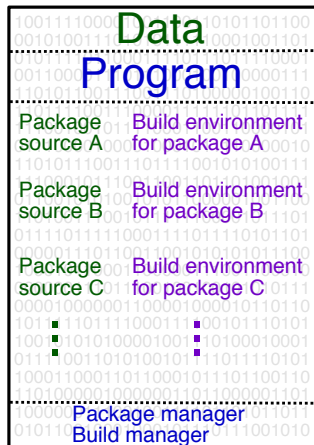 Data
Program
Package source A
Build environment for package A
Package source B
Build environment for package B
Package source C
Build environment for package C
Package manager
Build manager